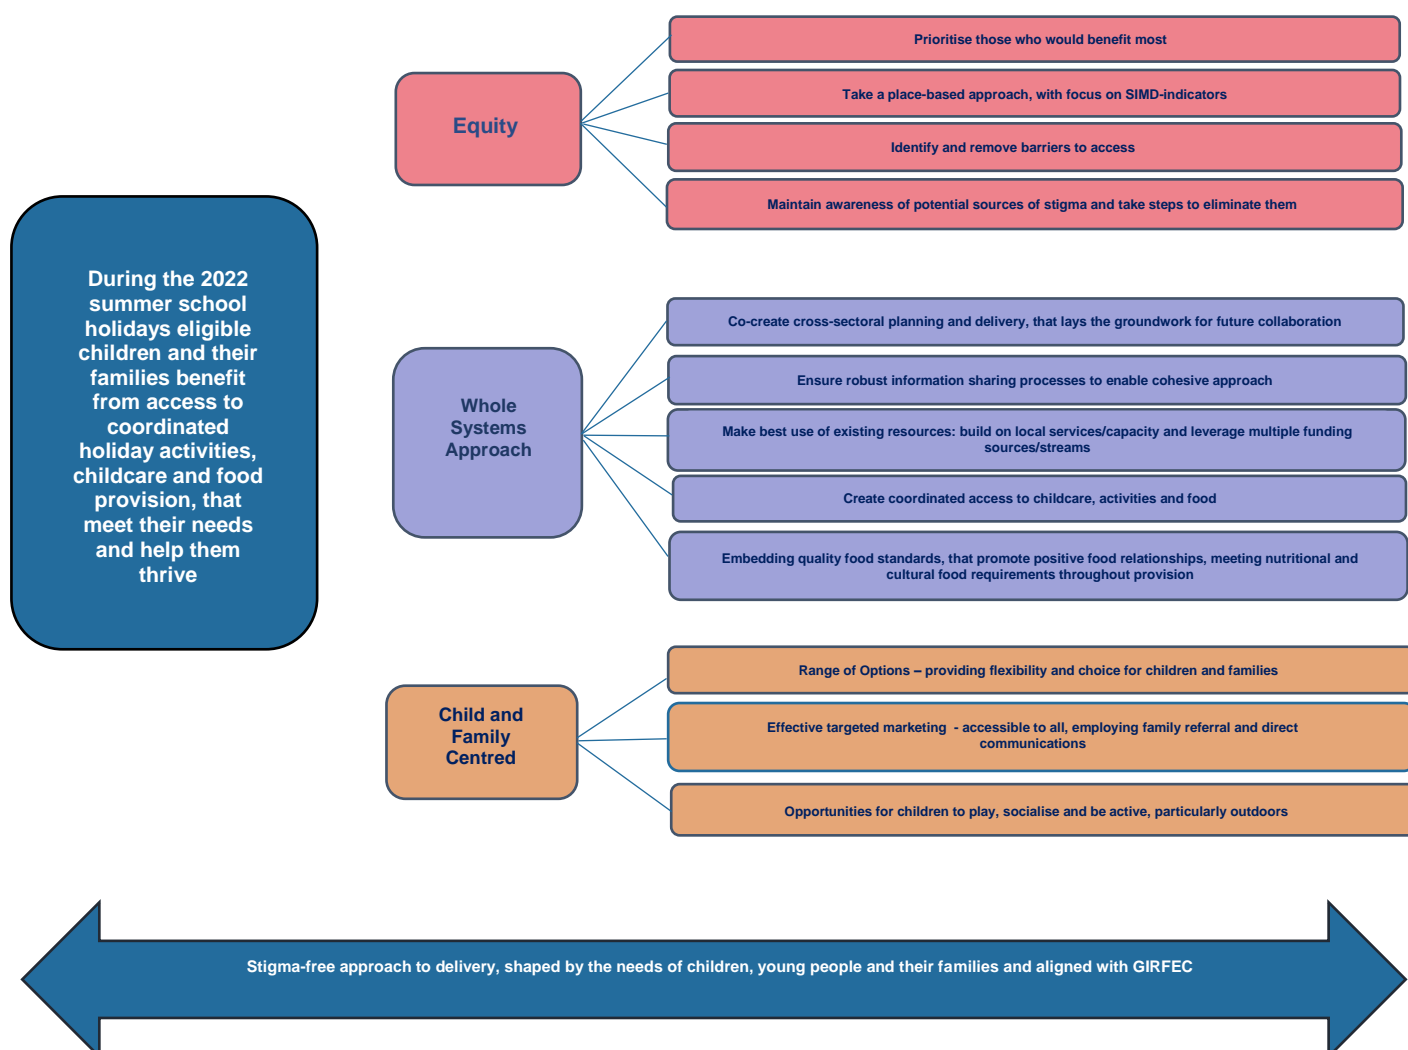 During the 2022
summer school
holidays eligible
children and their
families benefit
from access to
coordinated
holiday activities,
childcare and food
provision, that
meet their needs
and help them
thrive
Equity
Prioritise those who would benefit most
Take a place-based approach, with focus on SIMD-indicators
Identify and remove barriers to access
Maintain awareness of potential sources of stigma and take steps to eliminate them
Whole
Systems
Approach
Co-create cross-sectoral planning and delivery, that lays the groundwork for future collaboration
Ensure robust information sharing processes to enable cohesive approach
Make best use of existing resources: build on local services/capacity and leverage multiple funding
sources/streams
Create coordinated access to childcare, activities and food
Embedding quality food standards, that promote positive food relationships, meeting nutritional and
cultural food requirements throughout provision
Child and
Family
Centred
Range of Options – providing flexibility and choice for children and families
Effective targeted marketing  - accessible to all, employing family referral and direct
communications
Opportunities for children to play, socialise and be active, particularly outdoors
Stigma-free approach to delivery, shaped by the needs of children, young people and their families and aligned with GIRFEC